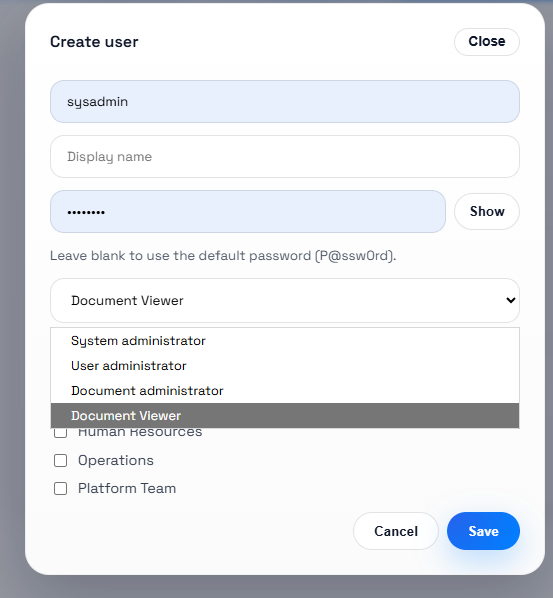 Create user
Close
sysadmin
Display name
••••••••
Show
Leave blank to use the default password (P@ssw0rd).
Document Viewer
System administrator
User administrator
Document administrator
Document Viewer
Human Resources
Operations
Platform Team
Cancel
Save